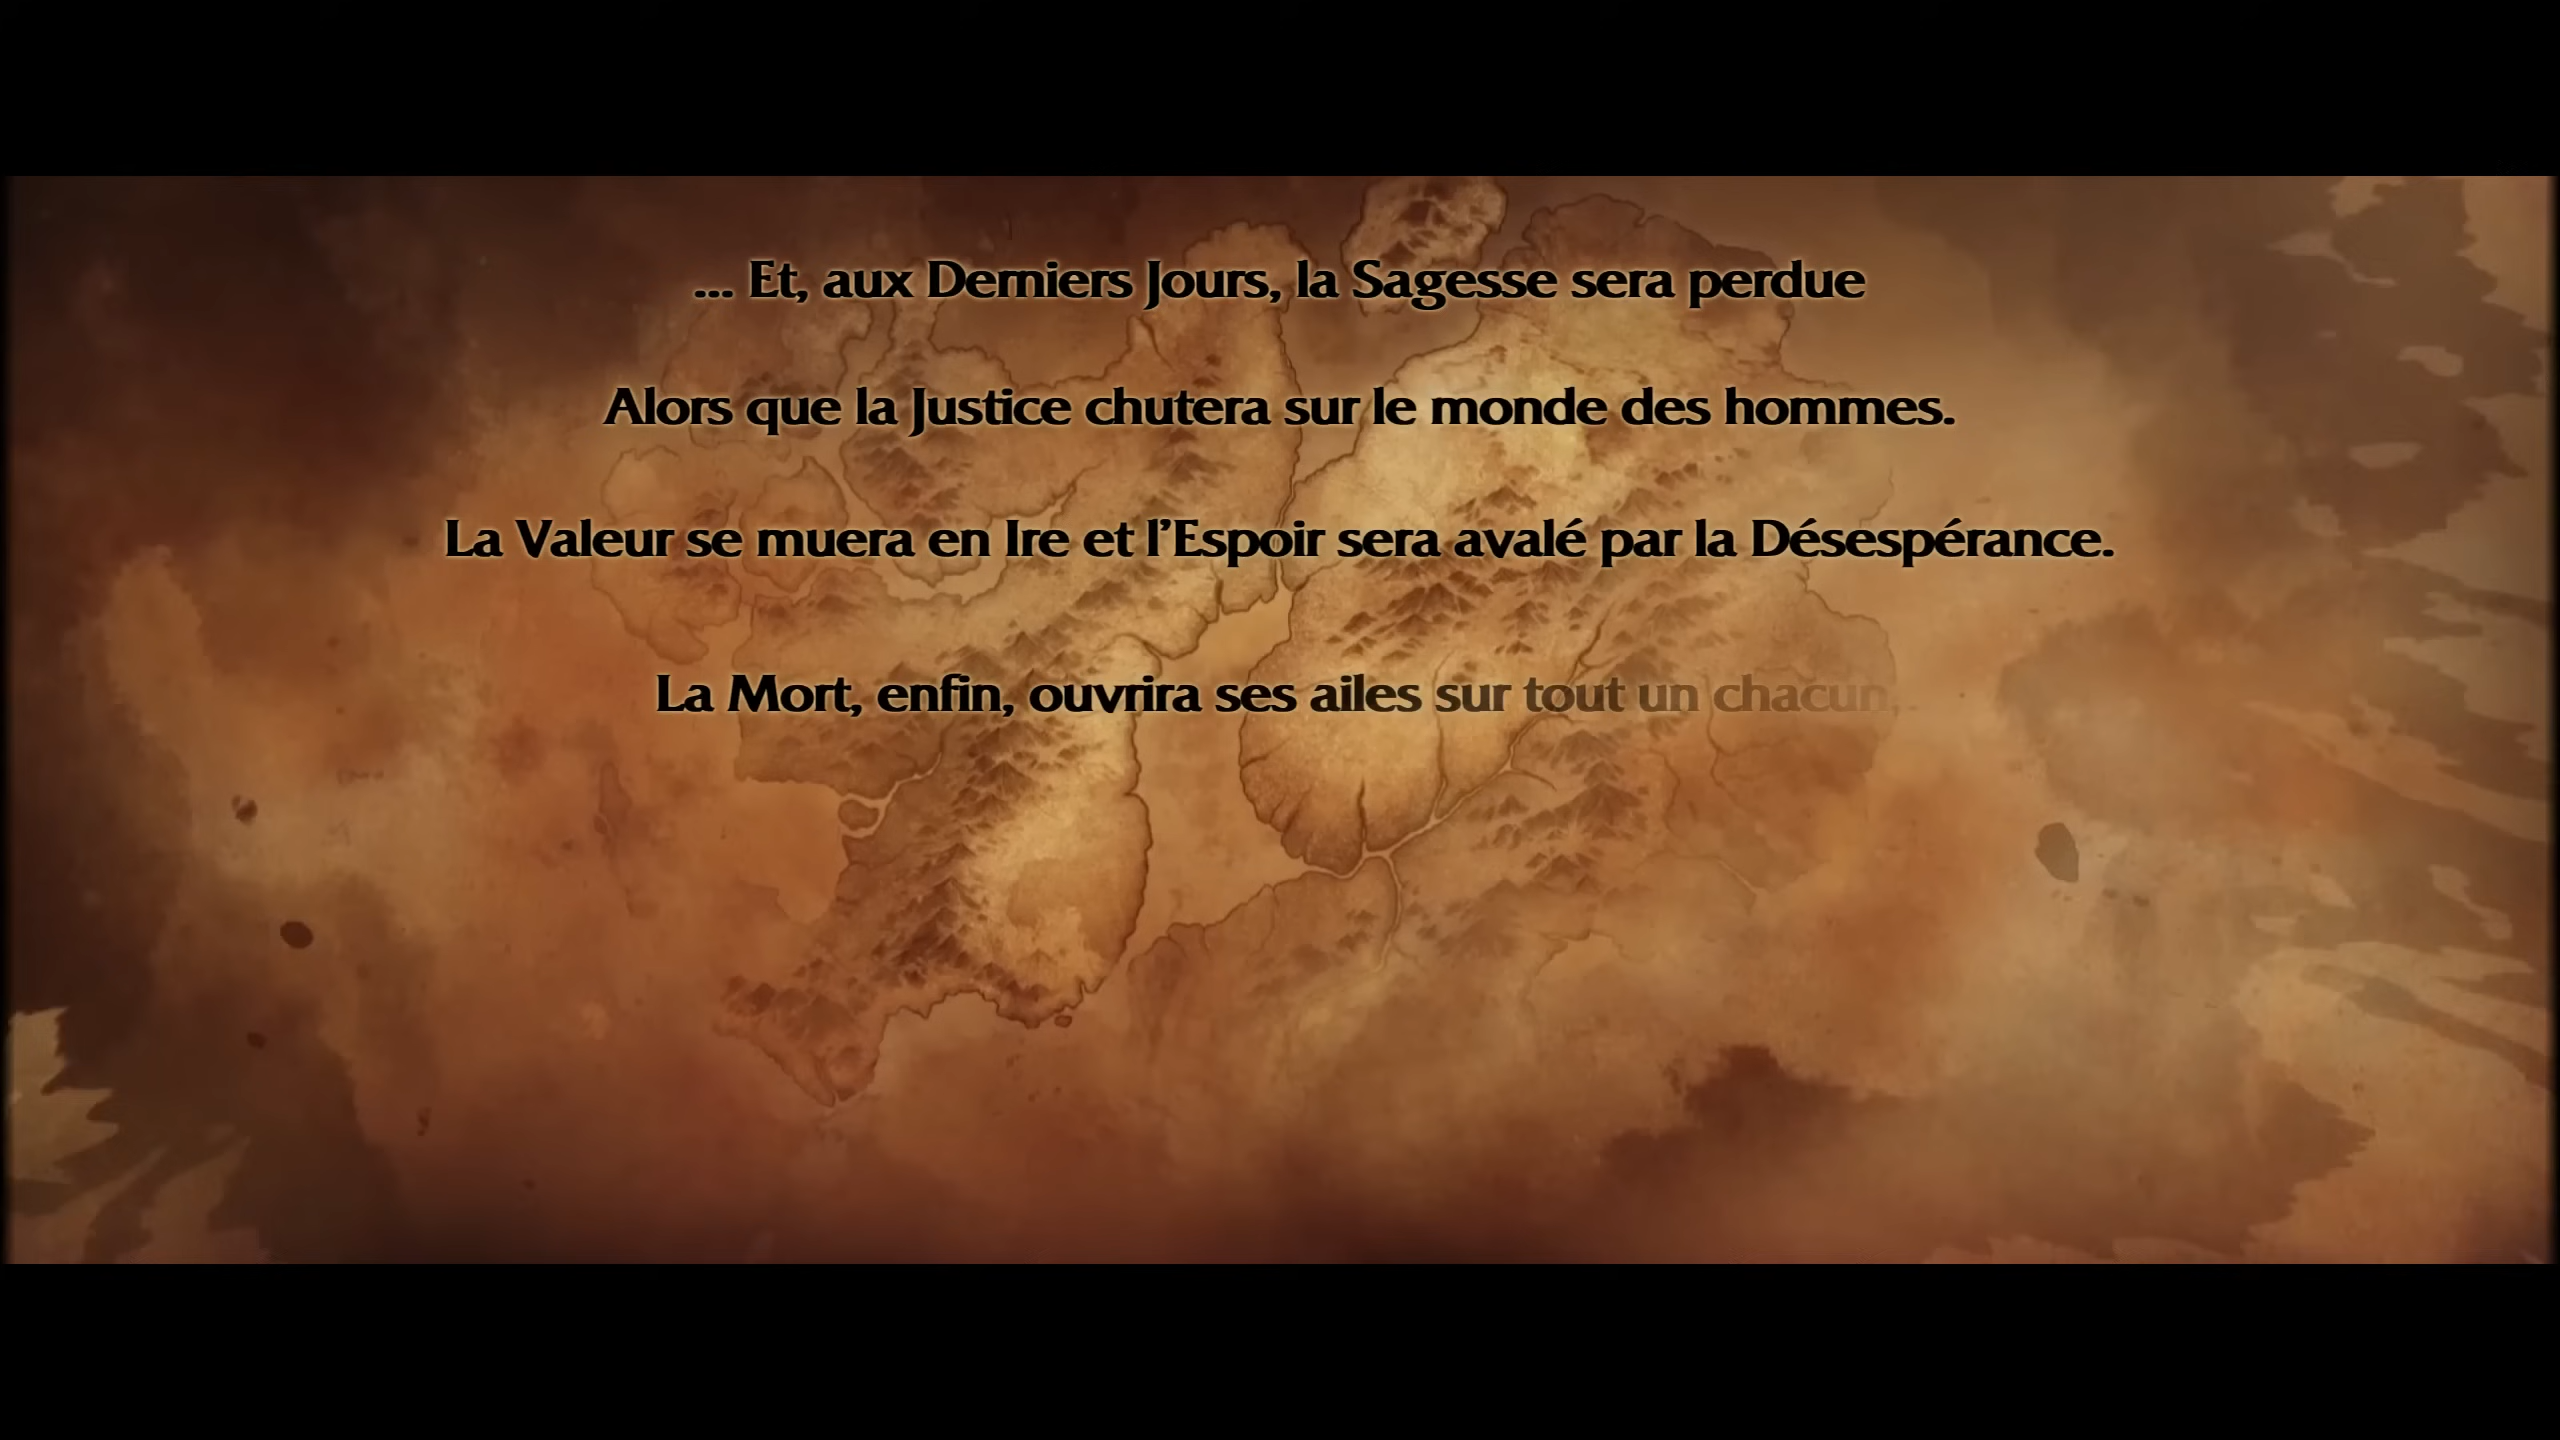 ... Et, aux Derniers Jours, la Sagesse sera perdue
Alors que la Justice chutera sur le monde des hommes.
La Valeur se muera en Ire et l’Espoir sera avalé par la Désespérance.
La Mort, enfin, ouvrira ses ailes sur tout un chacun.